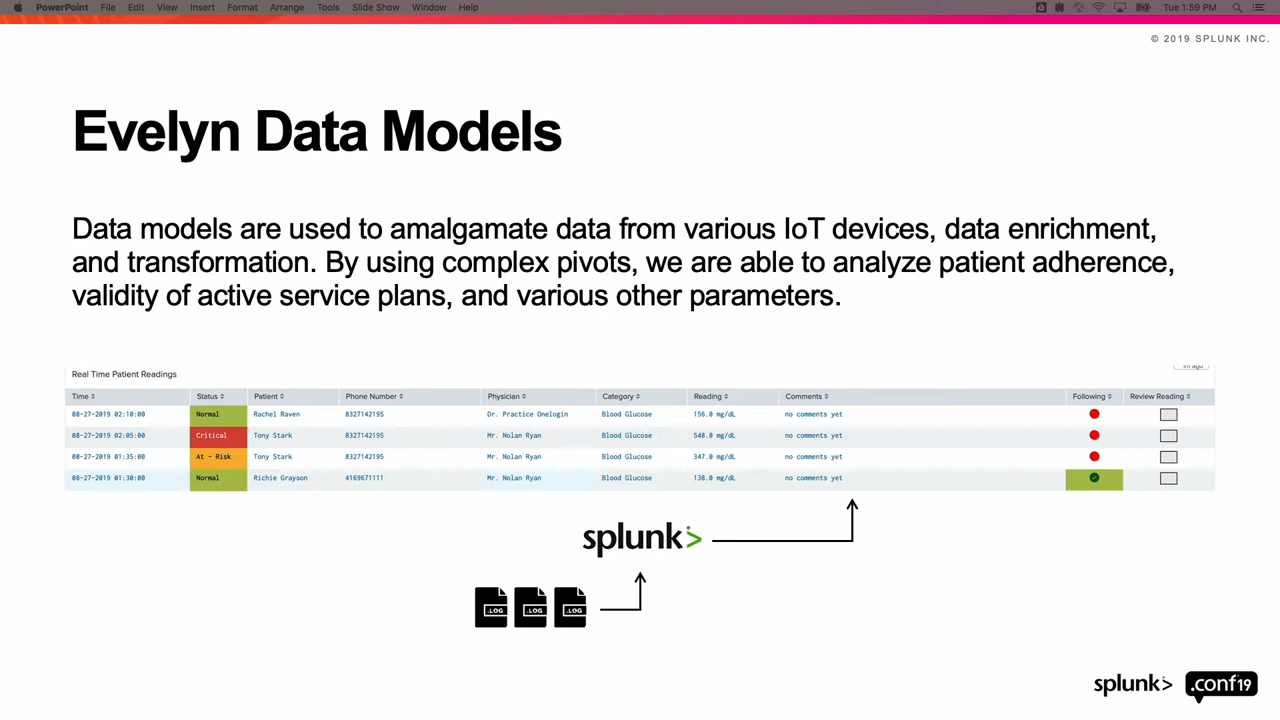 PowerPoint File Edit View Insert Format Arrange Tools Slide Show Window Help Tue 1:59 PM
© 2019 SPLUNK INC.
Evelyn Data Models
Data models are used to amalgamate data from various IoT devices, data enrichment,
and transformation. By using complex pivots, we are able to analyze patient adherence,
validity of active service plans, and various other parameters.
Real Time Patient Readings
Time Status Patient Phone Number Physician Category Reading Comments Following Review Reading
08-27-2019 02:10:00 Normal Rachel Raven 8327142195 Dr. Practice Onelogin Blood Glucose 156.0 mg/dL no comments yet
08-27-2019 02:05:00 Critical Tony Stark 8327142195 Mr. Nolan Ryan Blood Glucose 548.0 mg/dL no comments yet
08-27-2019 01:35:00 At - Risk Tony Stark 8327142195 Mr. Nolan Ryan Blood Glucose 347.0 mg/dL no comments yet
08-27-2019 01:30:00 Normal Richie Grayson 4169671111 Mr. Nolan Ryan Blood Glucose 138.0 mg/dL no comments yet
splunk>
.LOG .LOG .LOG
splunk> .conf19